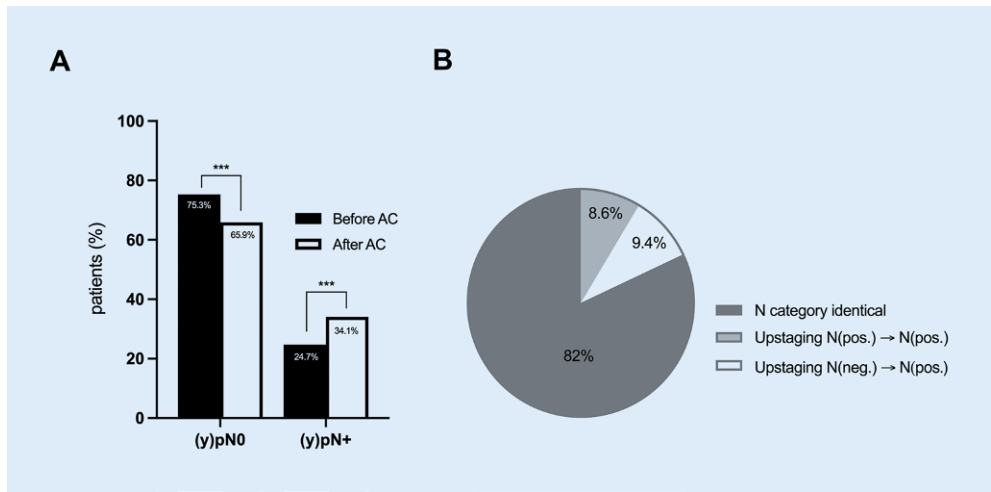 A
B
100
80
60
40
20
0
patients (%)
***
75.3%
65.9%
***
24.7%
34.1%
(y)pN0
(y)pN+
Before AC
After AC
8.6%
9.4%
82%
N category identical
Upstaging N(pos.) → N(pos.)
Upstaging N(neg.) → N(pos.)